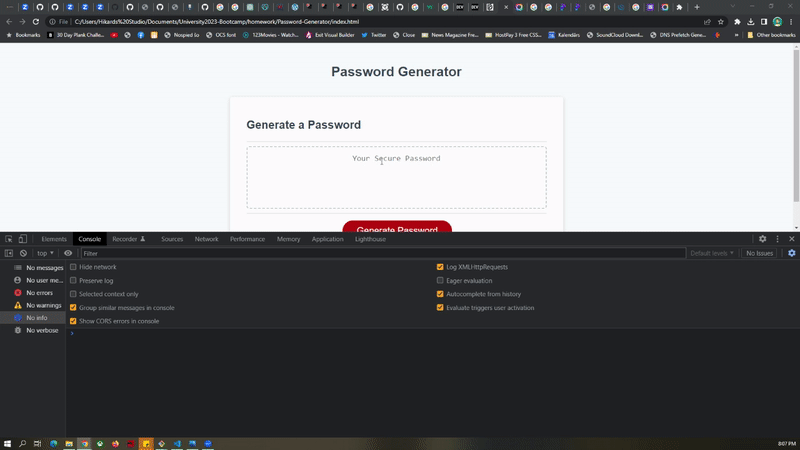 File C:/Users/Hikards%20Studio/Documents/University2023-Bootcamp/homework/Password-Generator/index.html
Bookmarks 30 Day Plank Challe... Nospied šo OCS font 123Movies - Watch... Exit Visual Builder Twitter Close News Magazine Fre... HostPay 3 Free CSS... Kalendārs SoundCloud Downl... DNS Prefetch Gene... » Other bookmarks
Password Generator
Generate a Password
Your Secure Password
Generate Password
Elements Console Recorder Sources Network Performance Memory Application Lighthouse
top Filter Default levels No Issues
No messages
No user me...
No errors
No warnings
No info
No verbose
Hide network Log XMLHttpRequests
Preserve log Eager evaluation
Selected context only Autocomplete from history
Group similar messages in console Evaluate triggers user activation
Show CORS errors in console
8:07 PM